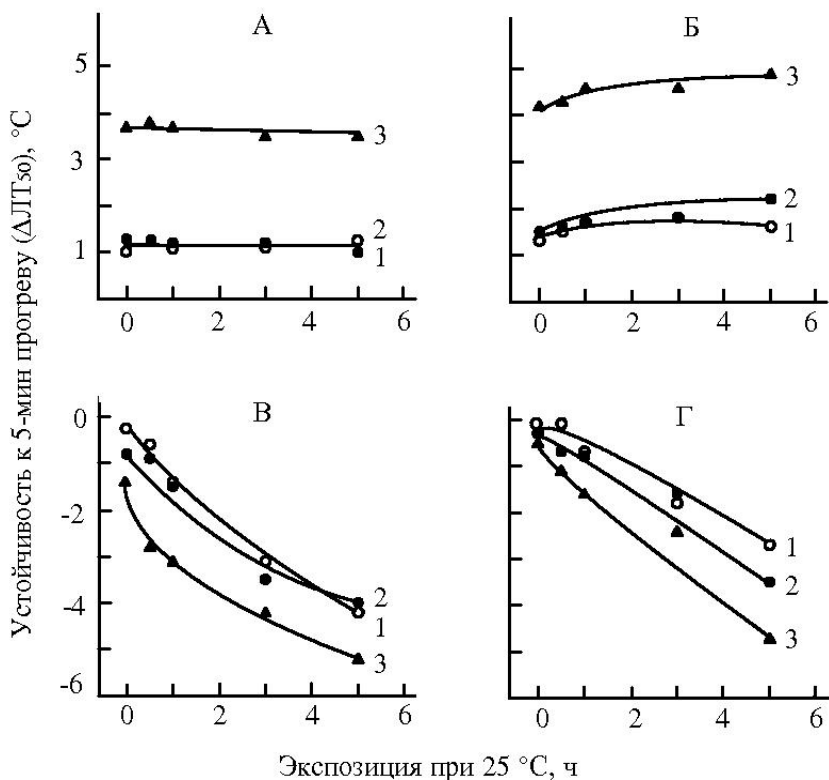 А
Б
Устойчивость к 5-мин прогреву (ΔЛТ50), °С
5
3
1
3
2
1
3
2
1
0 2 4 6
0 2 4 6
В
Г
0
-2
-4
-6
2
1
3
1
2
3
0 2 4 6
0 2 4 6
Экспозиция при 25 °С, ч